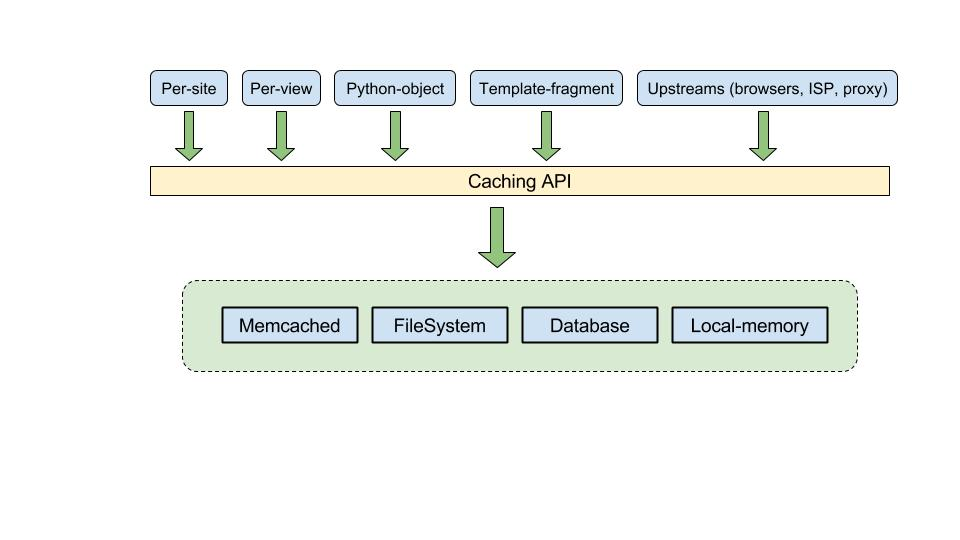 Per-site
Per-view
Python-object
Template-fragment
Upstreams (browsers, ISP, proxy)
Caching API
Memcached
FileSystem
Database
Local-memory